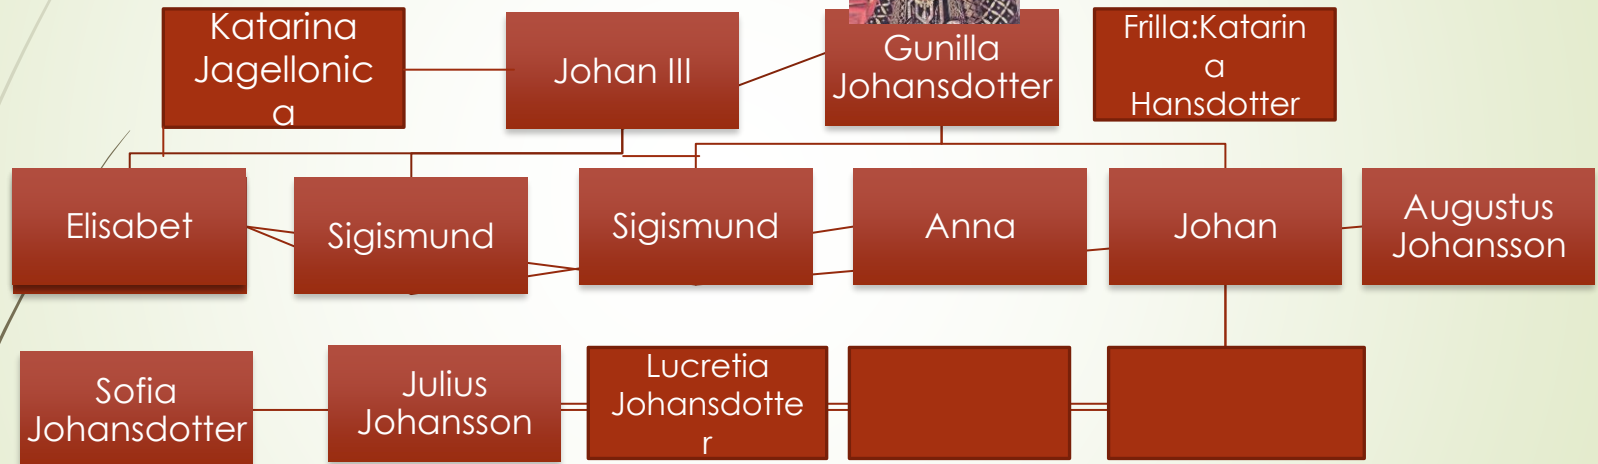 Katarina
Jagellonic
a
Johan III
Gunilla
Johansdotter
Frilla:Katarin
a
Hansdotter
Elisabet
Sigismund
Sigismund
Anna
Johan
Augustus
Johansson
Sofia
Johansdotter
Julius
Johansson
Lucretia
Johansdotte
r